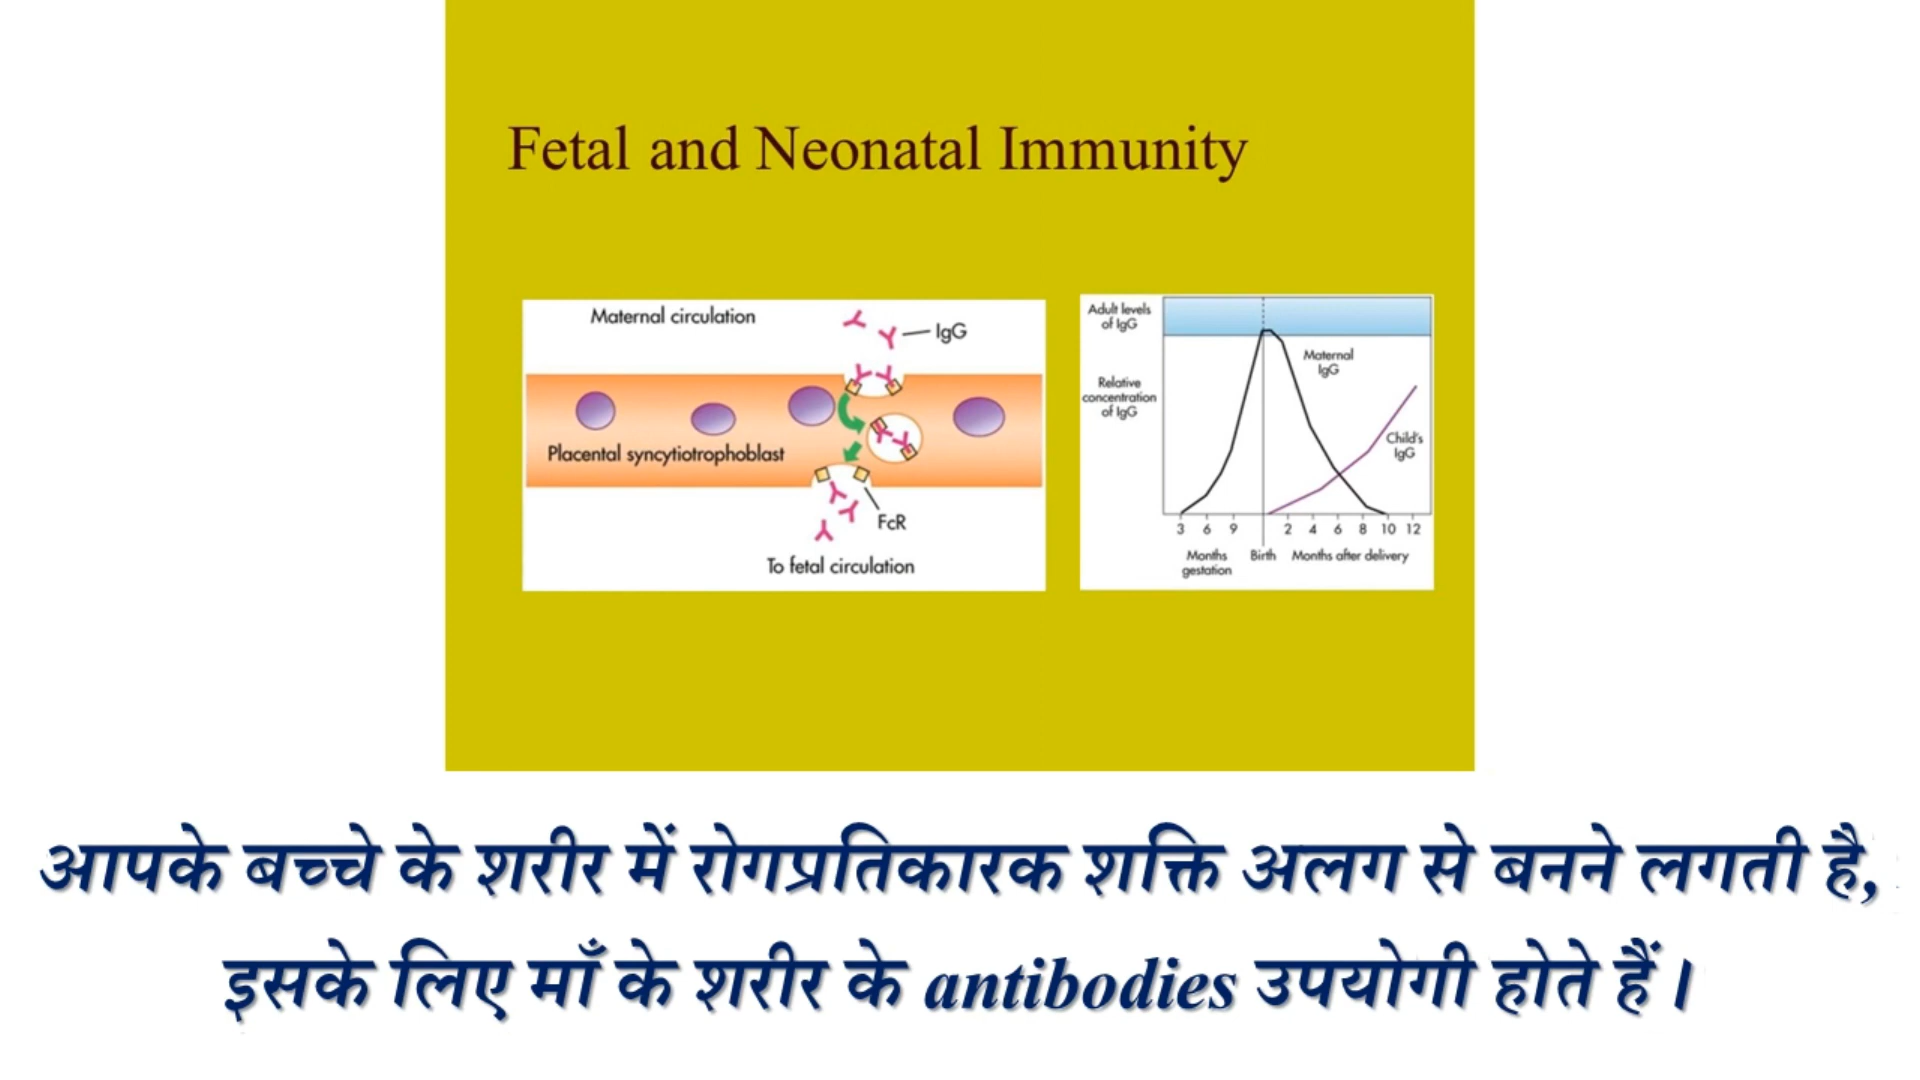 Fetal and Neonatal Immunity
Maternal circulation
IgG
Placental syncytiotrophoblast
FcR
To fetal circulation
Adult levels
of IgG
Maternal
IgG
Relative
concentration
of IgG
Child's
IgG
3 6 9 2 4 6 8 10 12
Months
gestation
Birth
Months after delivery
आपके बच्चे के शरीर में रोगप्रतिकारक शक्ति अलग से बनने लगती है,
इसके लिए माँ के शरीर के antibodies उपयोगी होते हैं।